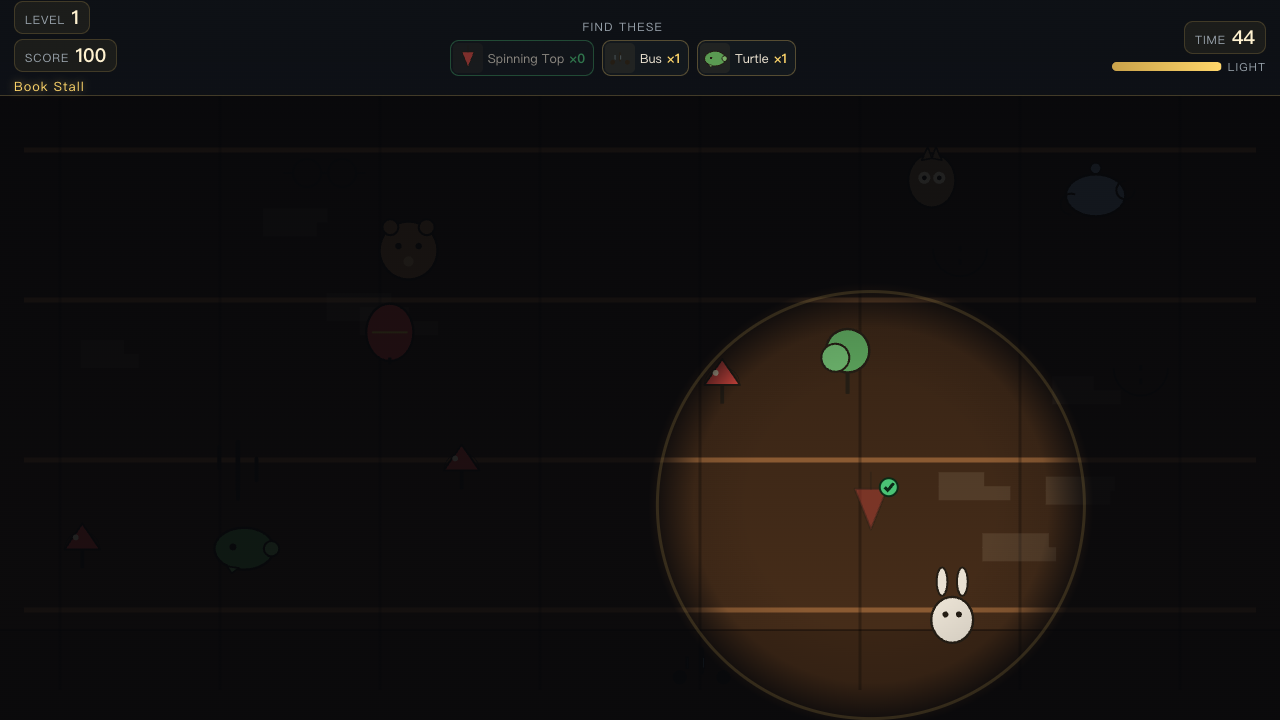 LEVEL 1
SCORE 100
Book Stall
FIND THESE
Spinning Top ×0
Bus ×1
Turtle ×1
TIME 44
LIGHT